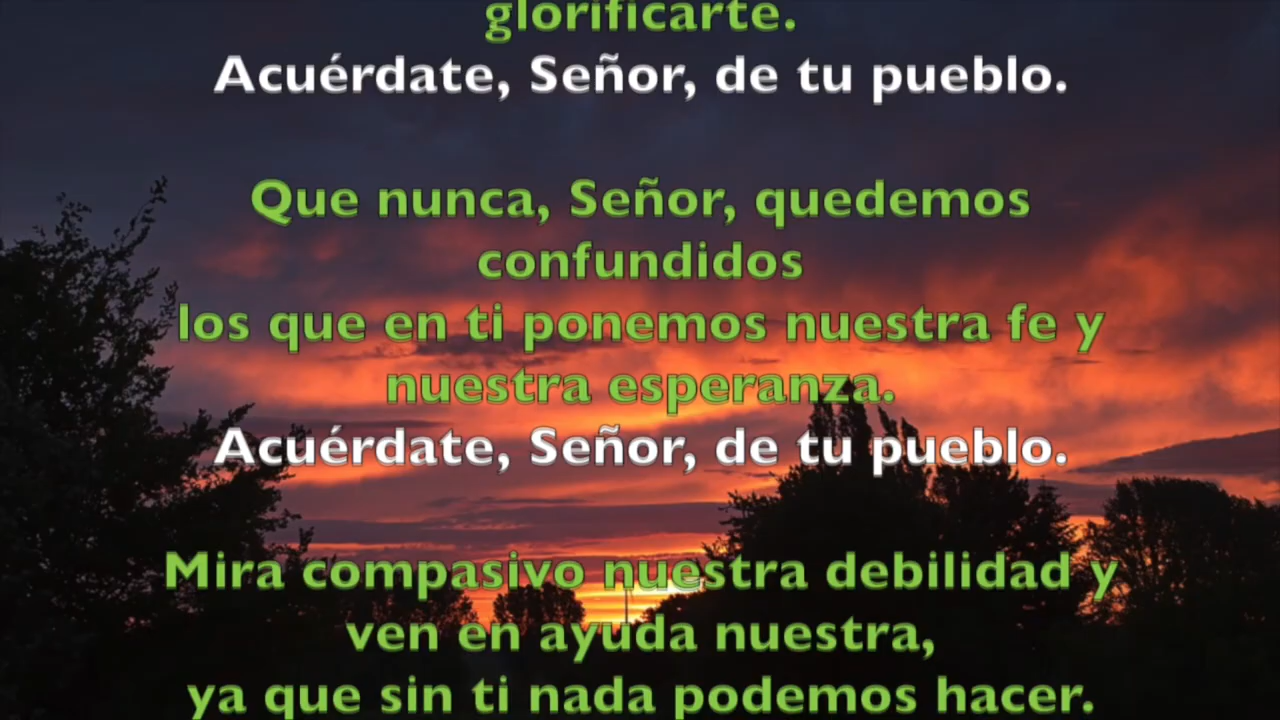 glorificarte.
Acuérdate, Señor, de tu pueblo.
Que nunca, Señor, quedemos
confundidos
los que en ti ponemos nuestra fe y
nuestra esperanza.
Acuérdate, Señor, de tu pueblo.
Mira compasivo nuestra debilidad y
ven en ayuda nuestra,
ya que sin ti nada podemos hacer.